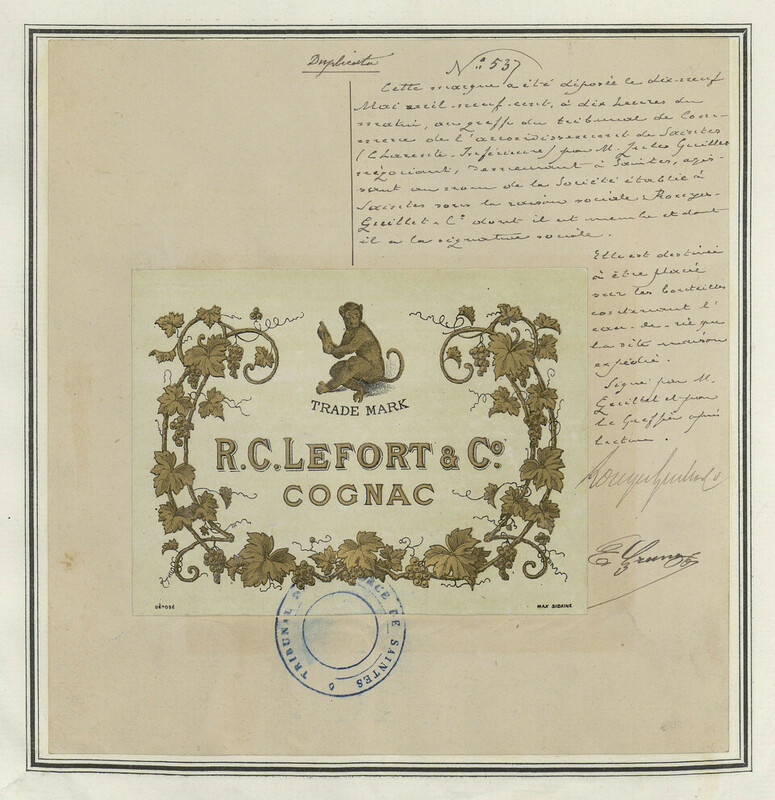 Duplicata
N° 537
Cette marque a été déposée le dix-neuf
Mai mil-neuf-cent, à dix heures du
matin, au greffe du tribunal de Com-
merce de l'arrondissement de Saintes
(Charente-Inférieure) par M. Jules Guillet
négociant, demeurant à Saintes, agis-
sant au nom de la Société établie à
Saintes sous la raison sociale Rouyer-
Guillet & Cie dont il est membre et dont
il a la signature sociale.
Elle est destinée
à être placée
sur les bouteilles
contenant l'
eau-de-vie que
la dite maison
expédie.
Signé par M.
Guillet et par
le Greffier après
lecture.
TRADE MARK
R.C. LEFORT & Co
COGNAC
DÉPOSÉ
MAX SIDAINE
TRIBUNAL DE COMMERCE DE SAINTES